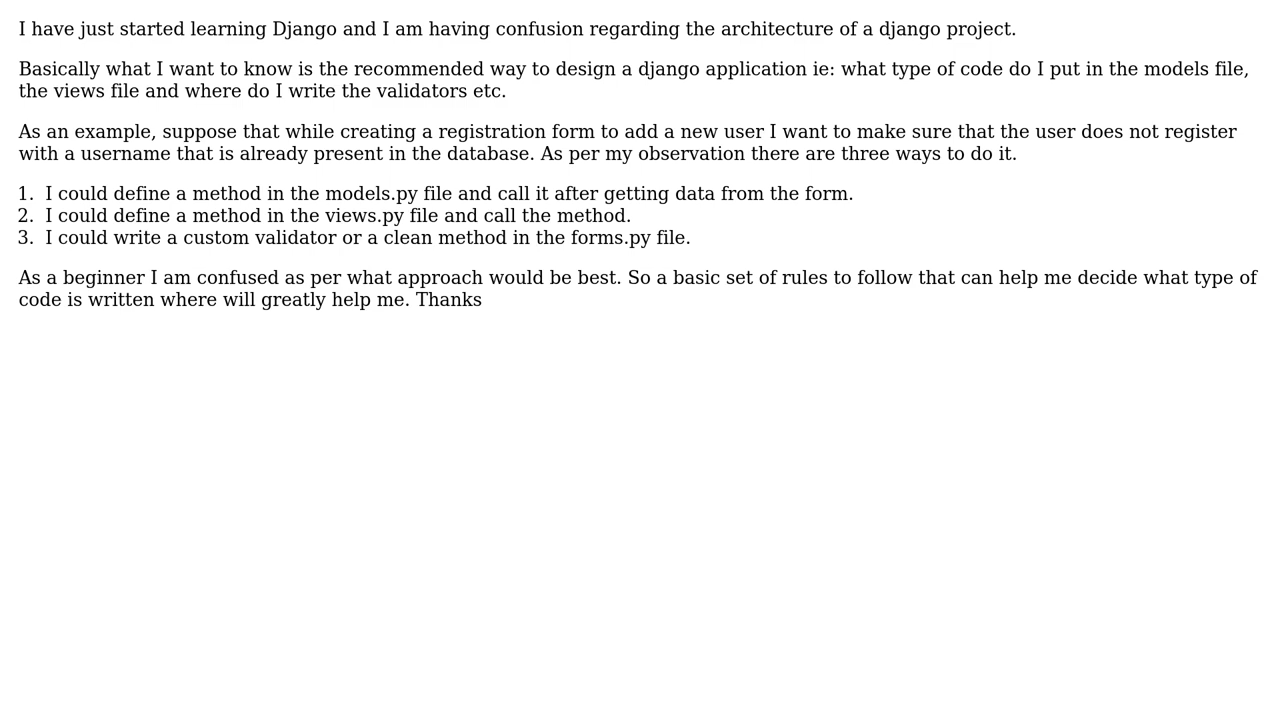 I have just started learning Django and I am having confusion regarding the architecture of a django project.
Basically what I want to know is the recommended way to design a django application ie: what type of code do I put in the models file,
the views file and where do I write the validators etc.
As an example, suppose that while creating a registration form to add a new user I want to make sure that the user does not register
with a username that is already present in the database. As per my observation there are three ways to do it.
1. I could define a method in the models.py file and call it after getting data from the form.
2. I could define a method in the views.py file and call the method.
3. I could write a custom validator or a clean method in the forms.py file.
As a beginner I am confused as per what approach would be best. So a basic set of rules to follow that can help me decide what type of
code is written where will greatly help me. Thanks